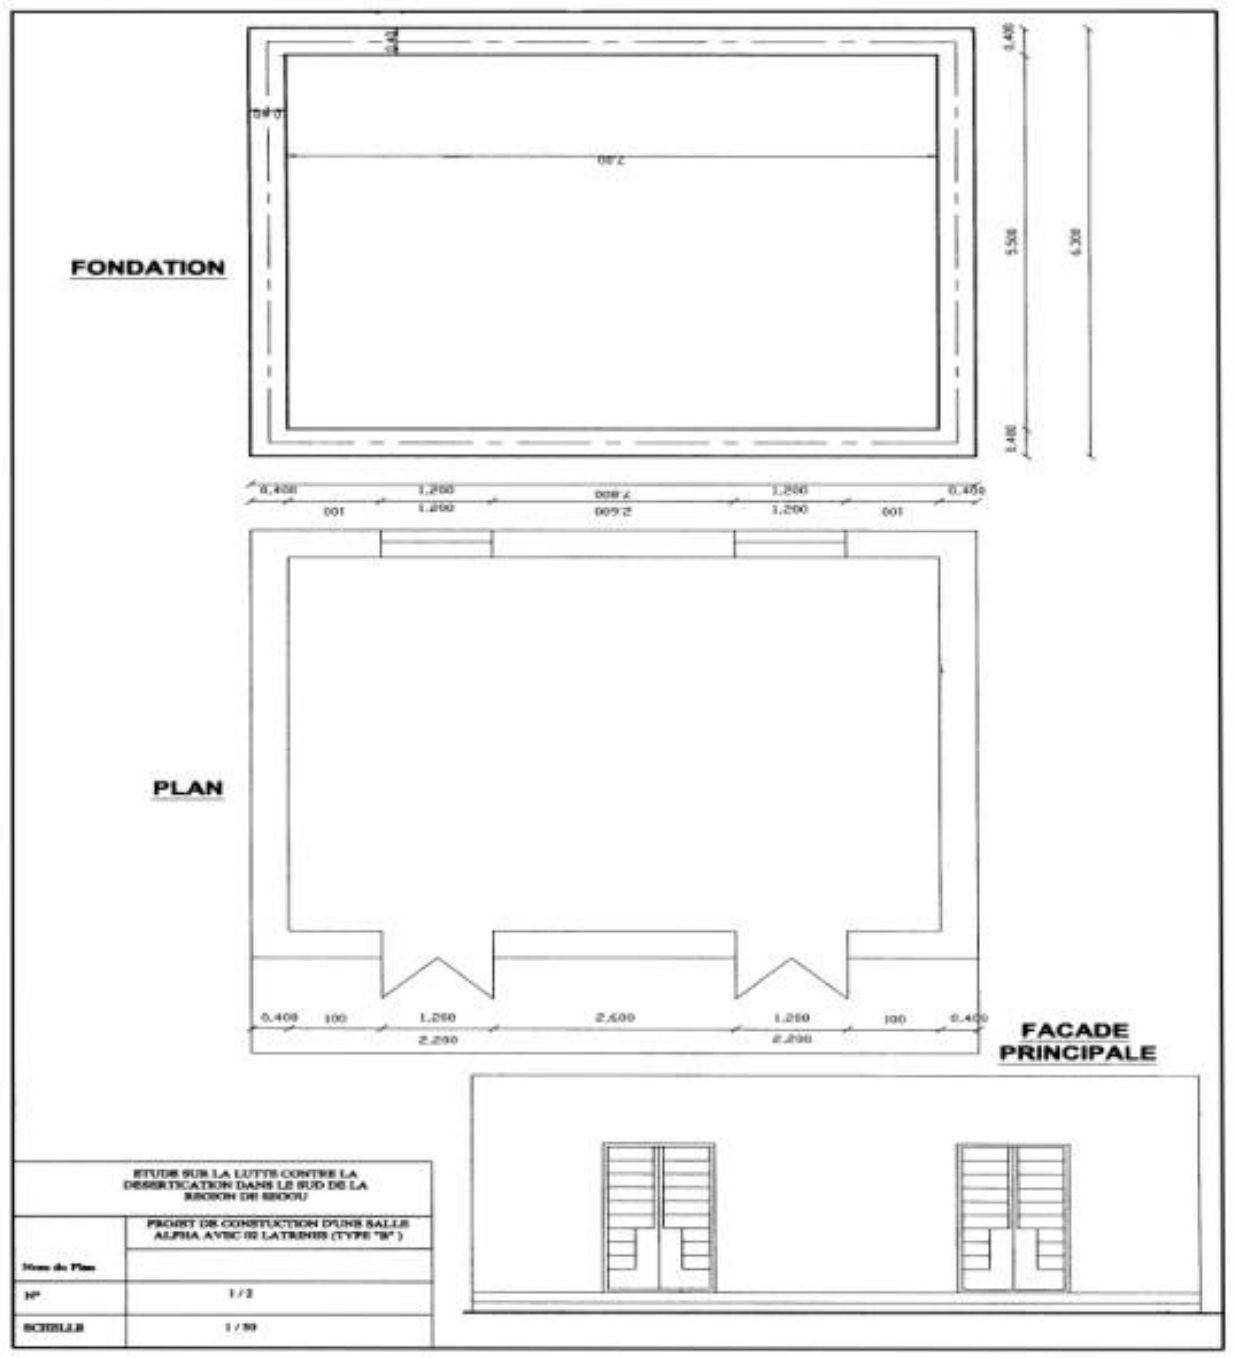 0,40
0,40
7,00
FONDATION
0,400
5.500
6.300
0.400
0,400 1,200 7.800 1,200 0,400
100 1,200 2.600 1,200 100
PLAN
0,400 100 1,200 2,600 1,200 100 0,400
2,200 2,200
FACADE
PRINCIPALE
ETUDE SUR LA LUTTE CONTRE LA
DESERTICATION DANS LE SUD DE LA
REGION DE SEGOU
PROJET DE CONSTUCTION D'UNE SALLE
ALPHA AVEC 02 LATRINES (TYPE "B" )
Nom du Plan
N° 1 / 2
ECHELLE 1 / 50